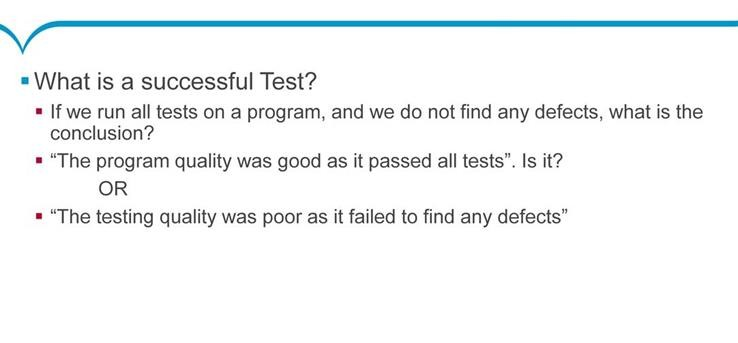 What is a successful Test?
If we run all tests on a program, and we do not find any defects, what is the
conclusion?
“The program quality was good as it passed all tests”. Is it?
OR
“The testing quality was poor as it failed to find any defects”